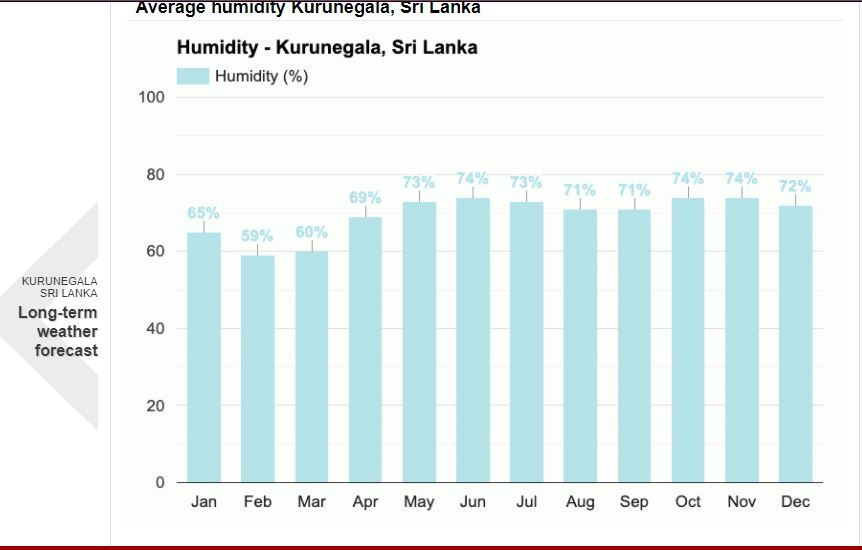 Average humidity Kurunegala, Sri Lanka
Humidity - Kurunegala, Sri Lanka
Humidity (%)
100
80
60
40
20
0
65%
59%
60%
69%
73%
74%
73%
71%
71%
74%
74%
72%
Jan Feb Mar Apr May Jun Jul Aug Sep Oct Nov Dec
KURUNEGALA
SRI LANKA
Long-term
weather
forecast